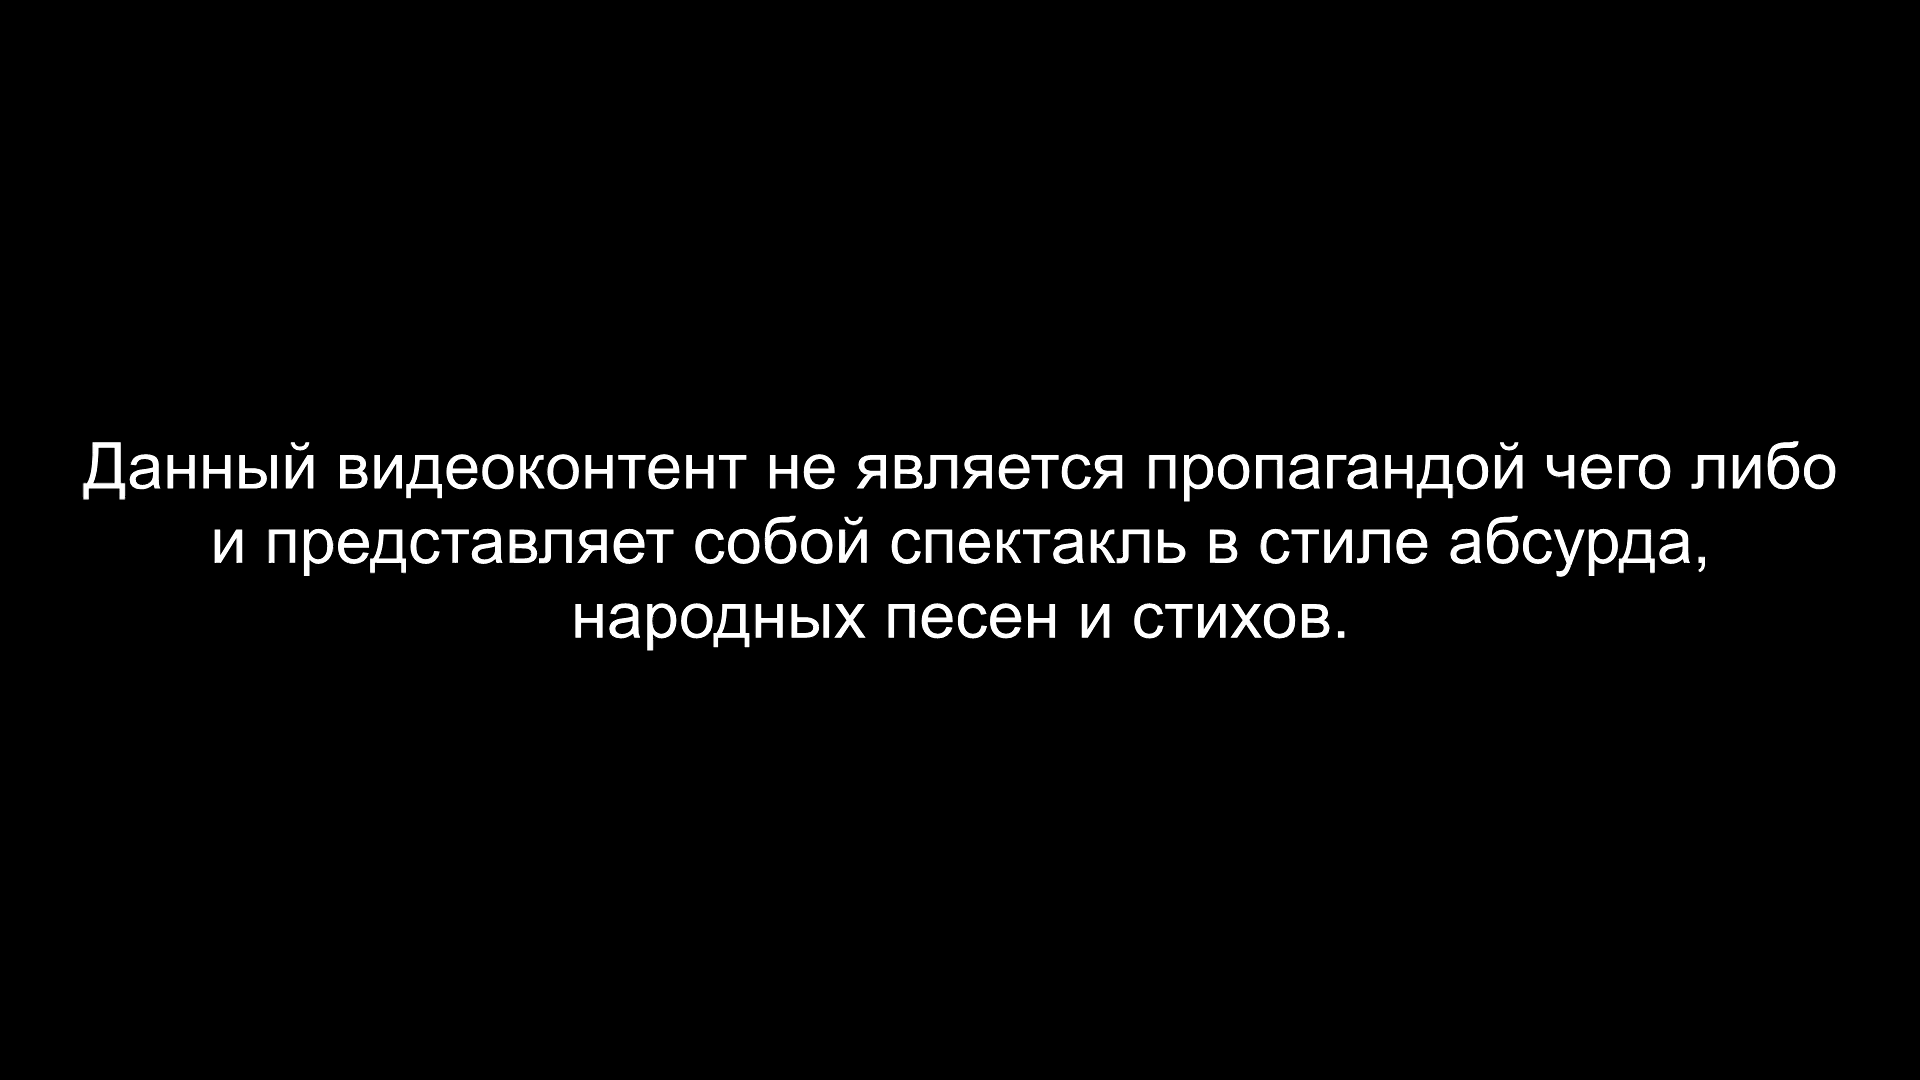 Данный видеоконтент не является пропагандой чего либо
и представляет собой спектакль в стиле абсурда,
народных песен и стихов.